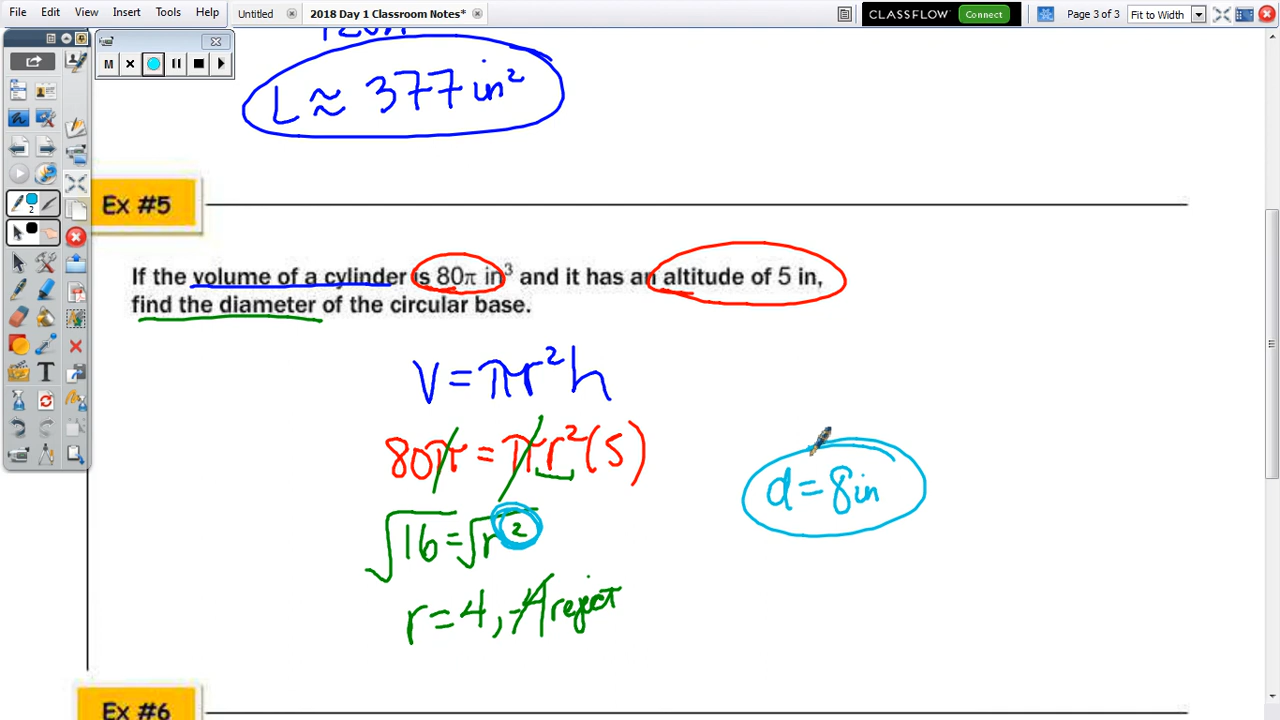 File Edit View Insert Tools Help Untitled 2018 Day 1 Classroom Notes* CLASSFLOW Connect Page 3 of 3 Fit to Width
M
2
T
L ≈ 377 in²
Ex #5
If the volume of a cylinder is 80π in³ and it has an altitude of 5 in,
find the diameter of the circular base.
V = πr²h
80π = πr²(5)
√16 = √r²
d = 8in
r = 4, -4 reject
Ex #6